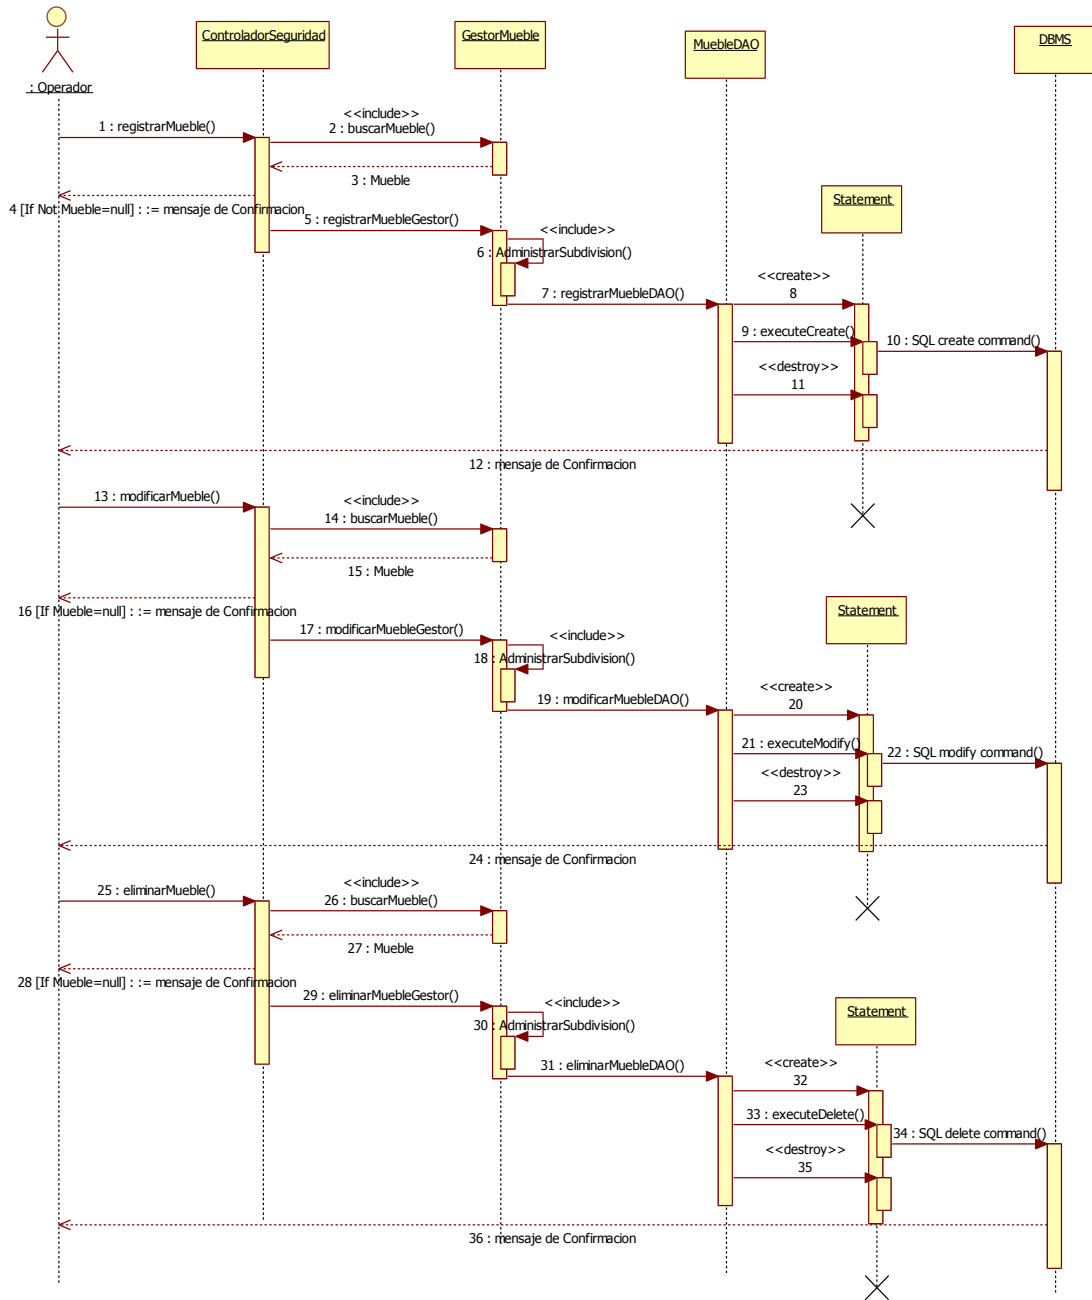 : Operador
ControladorSeguridad
GestorMueble
MuebleDAO
DBMS
1 : registrarMueble()
<<include>>
2 : buscarMueble()
3 : Mueble
4 [If Not Mueble=null] : := mensaje de Confirmacion
5 : registrarMuebleGestor()
<<include>>
6 : AdministrarSubdivision()
Statement
7 : registrarMuebleDAO()
<<create>>
8
9 : executeCreate()
10 : SQL create command()
<<destroy>>
11
12 : mensaje de Confirmacion
13 : modificarMueble()
<<include>>
14 : buscarMueble()
15 : Mueble
16 [If Mueble=null] : := mensaje de Confirmacion
17 : modificarMuebleGestor()
<<include>>
18 : AdministrarSubdivision()
Statement
19 : modificarMuebleDAO()
<<create>>
20
21 : executeModify()
22 : SQL modify command()
<<destroy>>
23
24 : mensaje de Confirmacion
25 : eliminarMueble()
<<include>>
26 : buscarMueble()
27 : Mueble
28 [If Mueble=null] : := mensaje de Confirmacion
29 : eliminarMuebleGestor()
<<include>>
30 : AdministrarSubdivision()
Statement
31 : eliminarMuebleDAO()
<<create>>
32
33 : executeDelete()
34 : SQL delete command()
<<destroy>>
35
36 : mensaje de Confirmacion